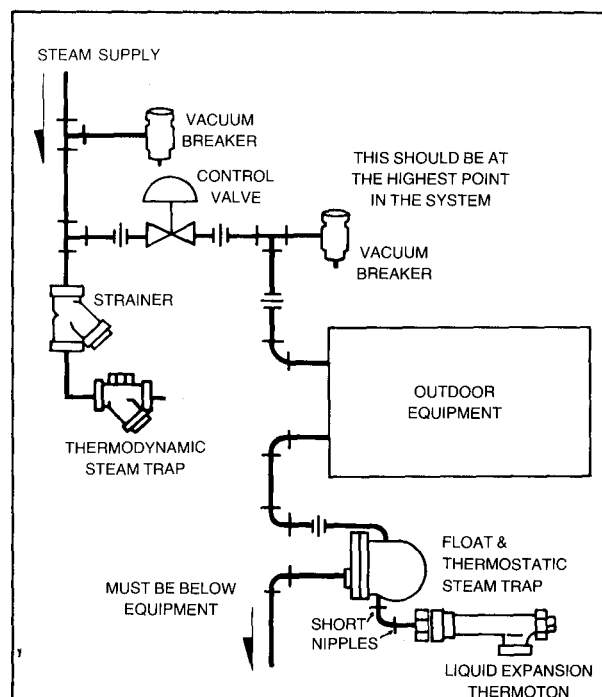 STEAM SUPPLY
VACUUM
BREAKER
CONTROL
VALVE
THIS SHOULD BE AT
THE HIGHEST POINT
IN THE SYSTEM
VACUUM
BREAKER
STRAINER
THERMODYNAMIC
STEAM TRAP
OUTDOOR
EQUIPMENT
FLOAT &
THERMOSTATIC
STEAM TRAP
MUST BE BELOW
EQUIPMENT
SHORT
NIPPLES
LIQUID EXPANSION
THERMOTON